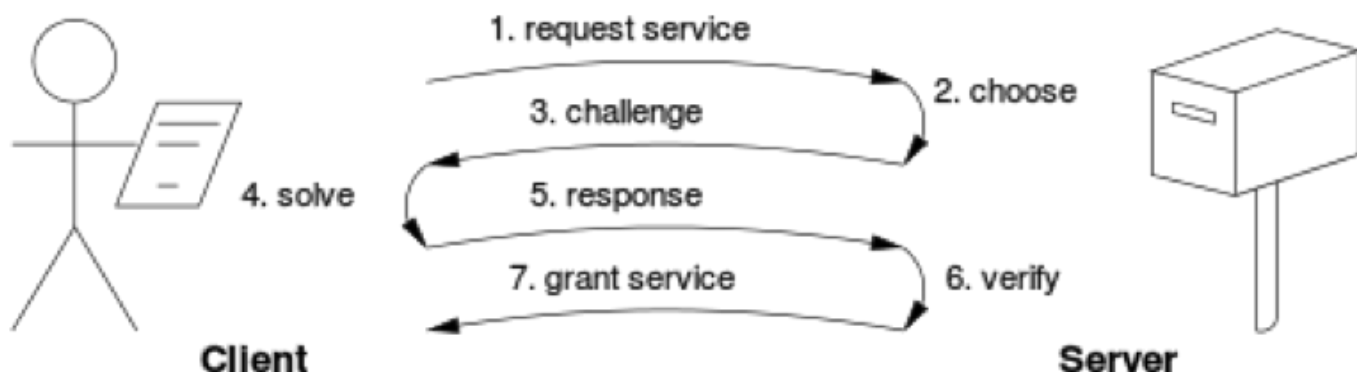 1. request service
2. choose
3. challenge
4. solve
5. response
6. verify
7. grant service
Client
Server